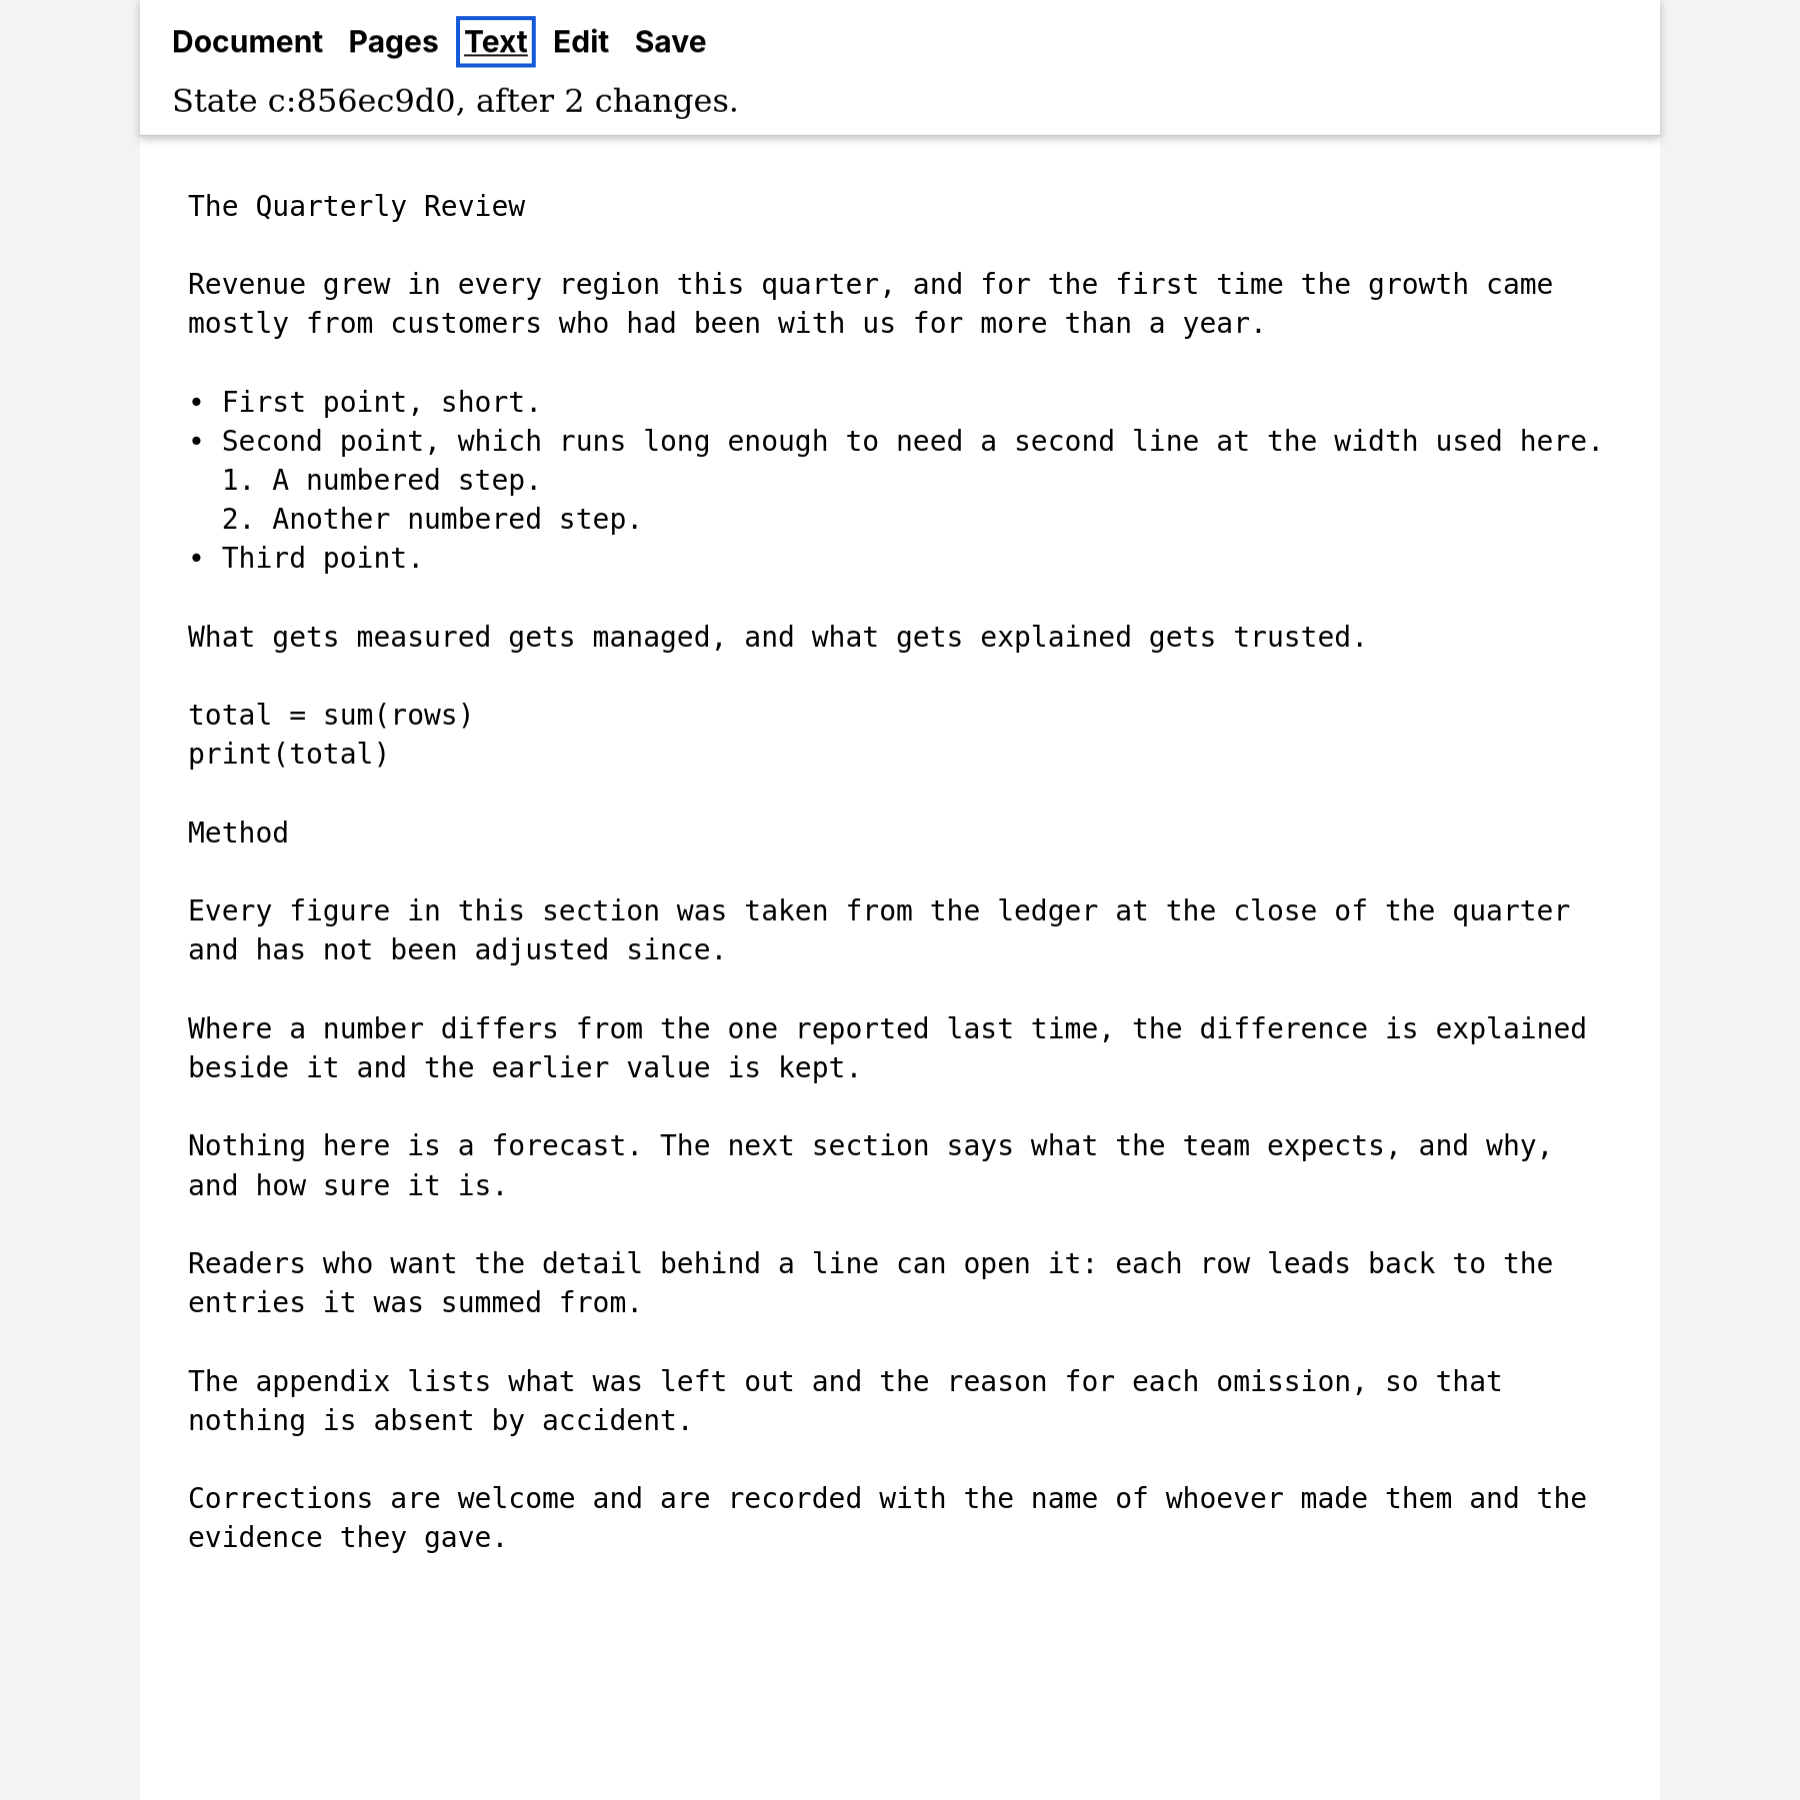 Document Pages Text Edit Save
State c:856ec9d0, after 2 changes.
The Quarterly Review
Revenue grew in every region this quarter, and for the first time the growth came
mostly from customers who had been with us for more than a year.
• First point, short.
• Second point, which runs long enough to need a second line at the width used here.
1. A numbered step.
2. Another numbered step.
• Third point.
What gets measured gets managed, and what gets explained gets trusted.
total = sum(rows)
print(total)
Method
Every figure in this section was taken from the ledger at the close of the quarter
and has not been adjusted since.
Where a number differs from the one reported last time, the difference is explained
beside it and the earlier value is kept.
Nothing here is a forecast. The next section says what the team expects, and why,
and how sure it is.
Readers who want the detail behind a line can open it: each row leads back to the
entries it was summed from.
The appendix lists what was left out and the reason for each omission, so that
nothing is absent by accident.
Corrections are welcome and are recorded with the name of whoever made them and the
evidence they gave.